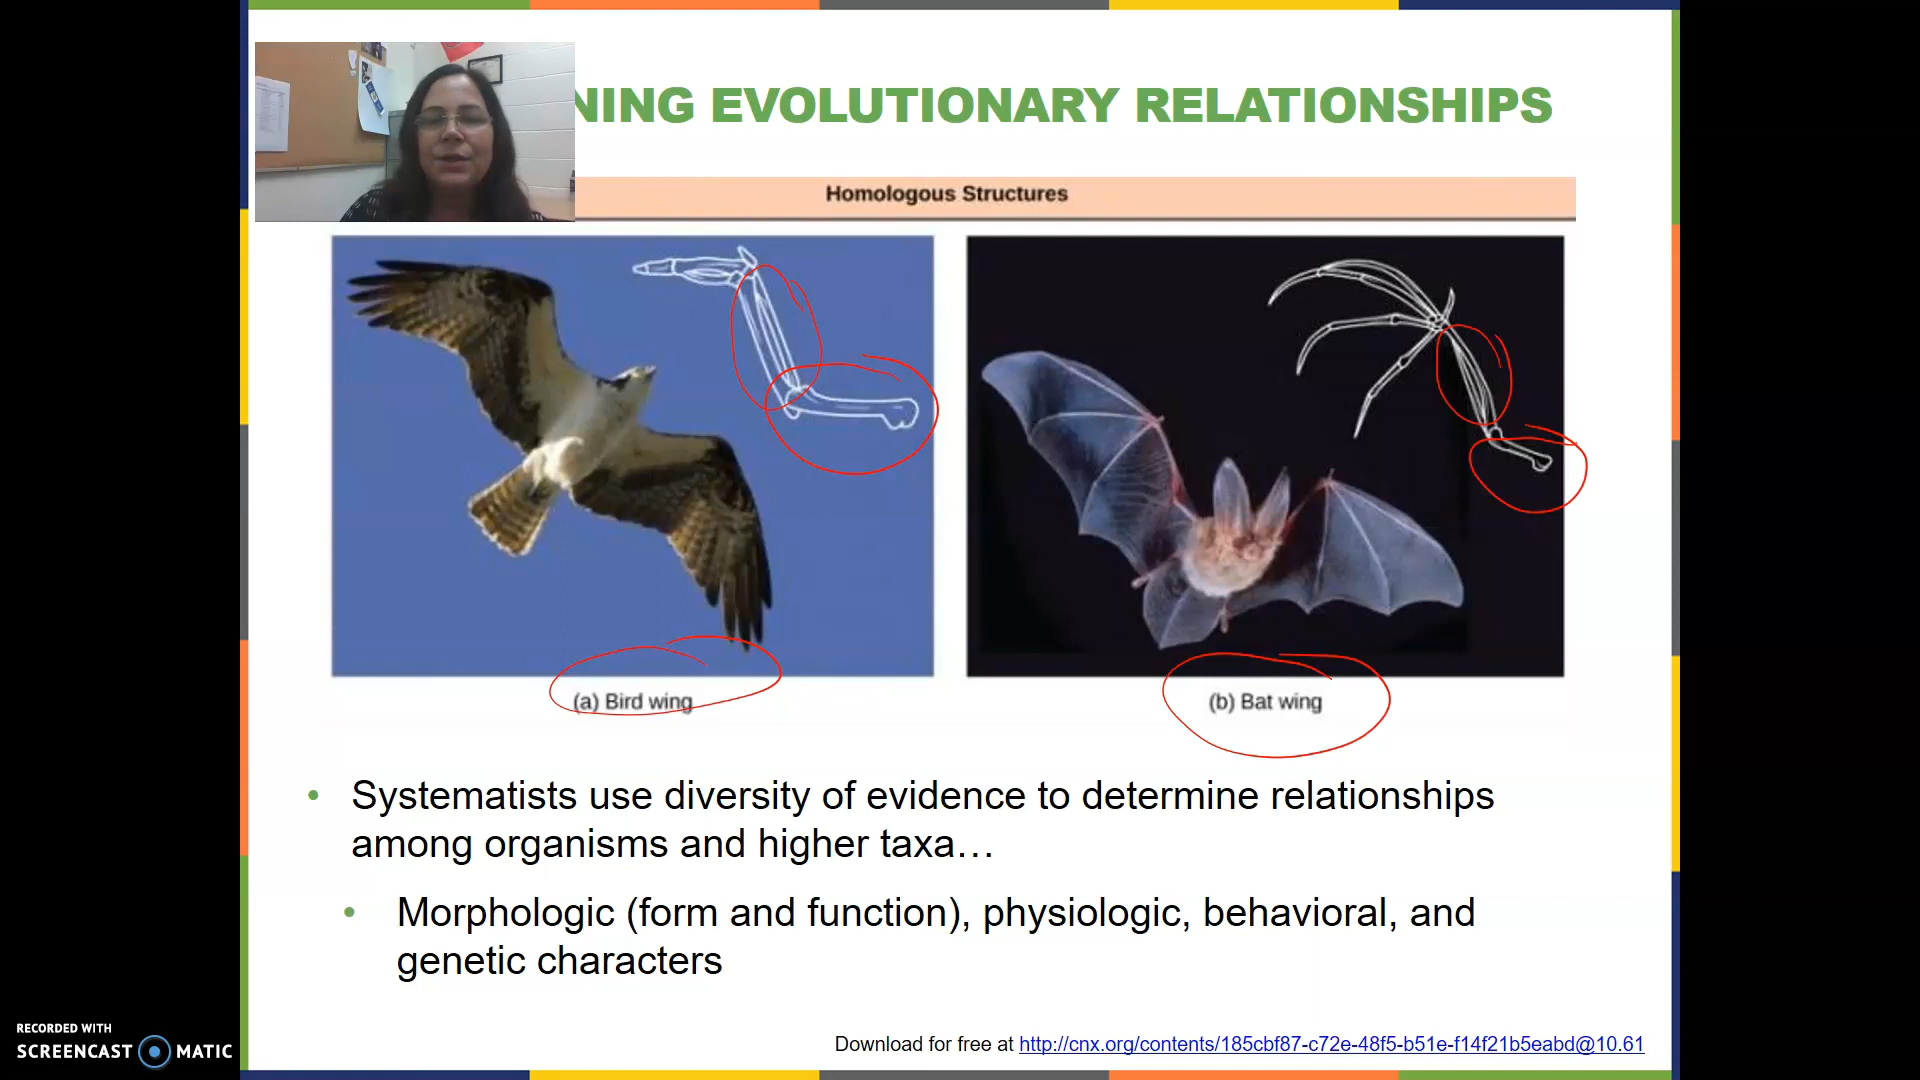 NING EVOLUTIONARY RELATIONSHIPS
Homologous Structures
(a) Bird wing
(b) Bat wing
• Systematists use diversity of evidence to determine relationships
among organisms and higher taxa…
• Morphologic (form and function), physiologic, behavioral, and
genetic characters
Download for free at http://cnx.org/contents/185cbf87-c72e-48f5-b51e-f14f21b5eabd@10.61
RECORDED WITH
SCREENCAST MATIC